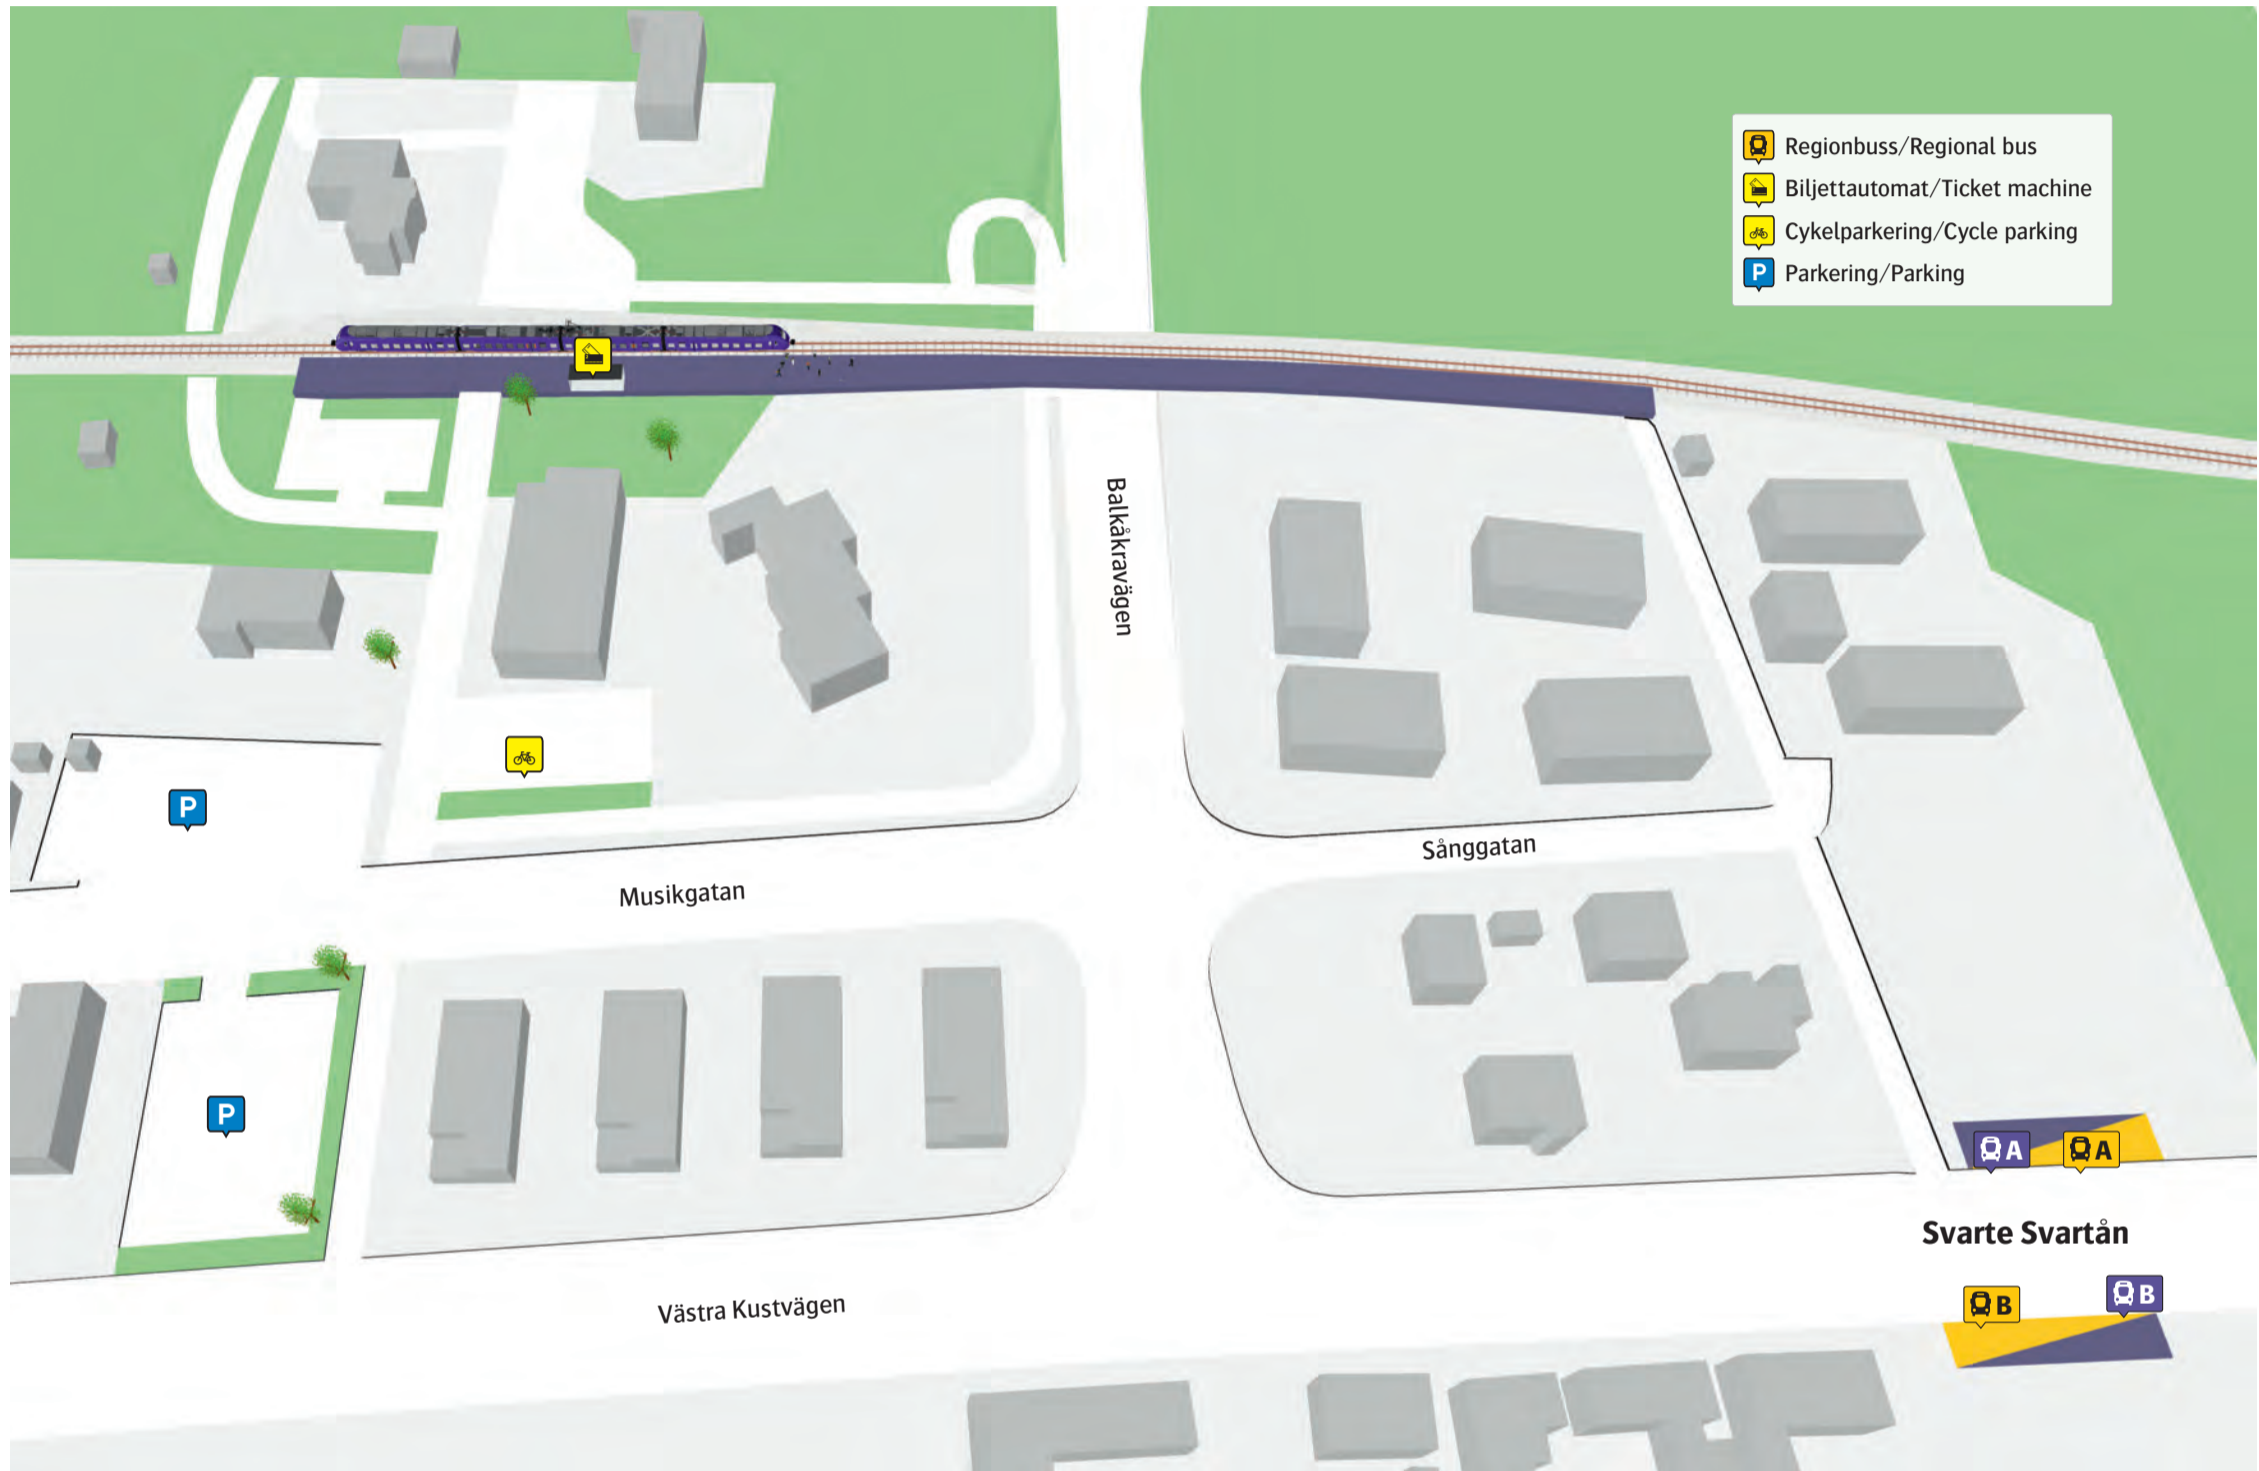 Regionbuss/Regional bus
Biljettautomat/Ticket machine
Cykelparkering/Cycle parking
P Parkering/Parking
Balkåkravägen
P
Sånggatan
Musikgatan
P
A
A
Svarte Svartån
B
B
Västra Kustvägen